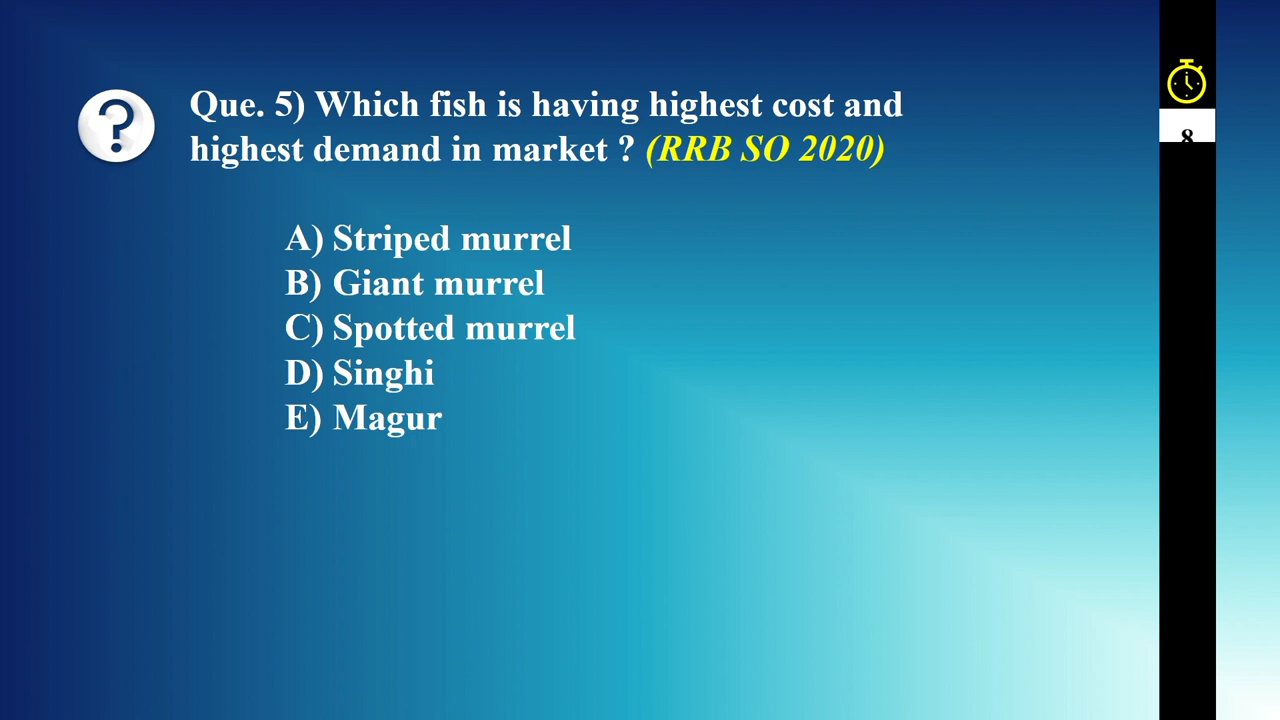 Que. 5) Which fish is having highest cost and
highest demand in market ? (RRB SO 2020)
A) Striped murrel
B) Giant murrel
C) Spotted murrel
D) Singhi
E) Magur
8